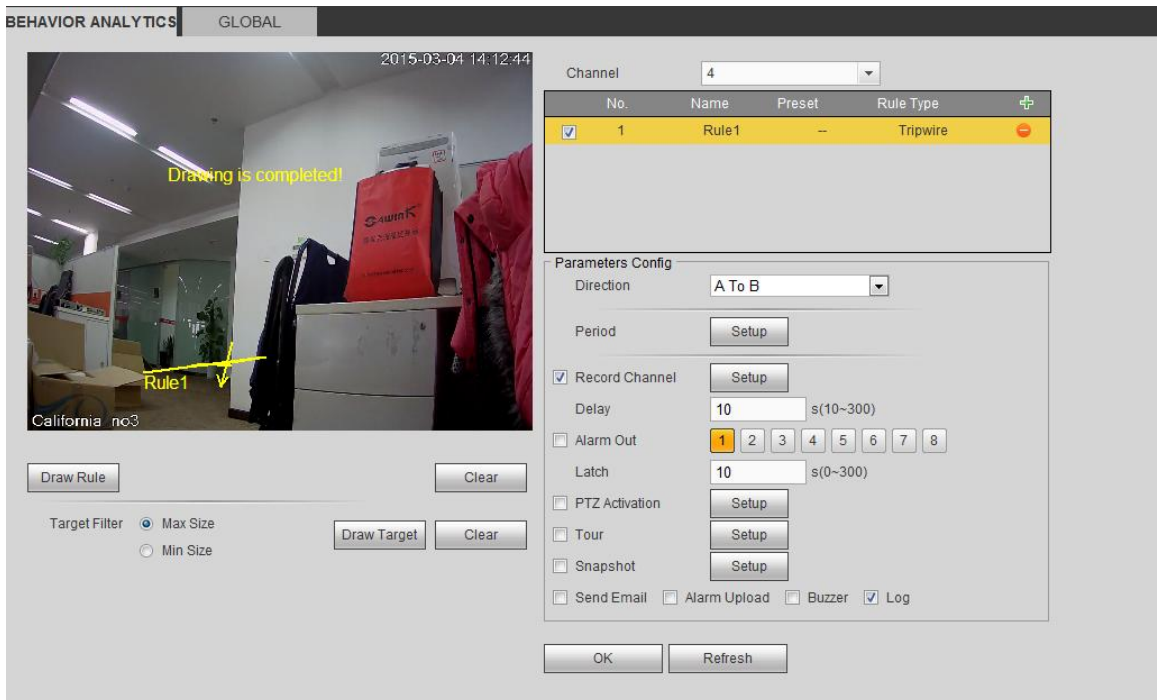 BEHAVIOR ANALYTICS GLOBAL
2015-03-04 14:12:44
Drawing is completed!
SAWINK
Rule1
California no3
Draw Rule Clear
Target Filter Max Size
Min Size
Draw Target Clear
Channel 4
No. Name Preset Rule Type
1 Rule1 -- Tripwire
Parameters Config
Direction A To B
Period Setup
Record Channel Setup
Delay 10 s(10~300)
Alarm Out 1 2 3 4 5 6 7 8
Latch 10 s(0~300)
PTZ Activation Setup
Tour Setup
Snapshot Setup
Send Email Alarm Upload Buzzer Log
OK Refresh